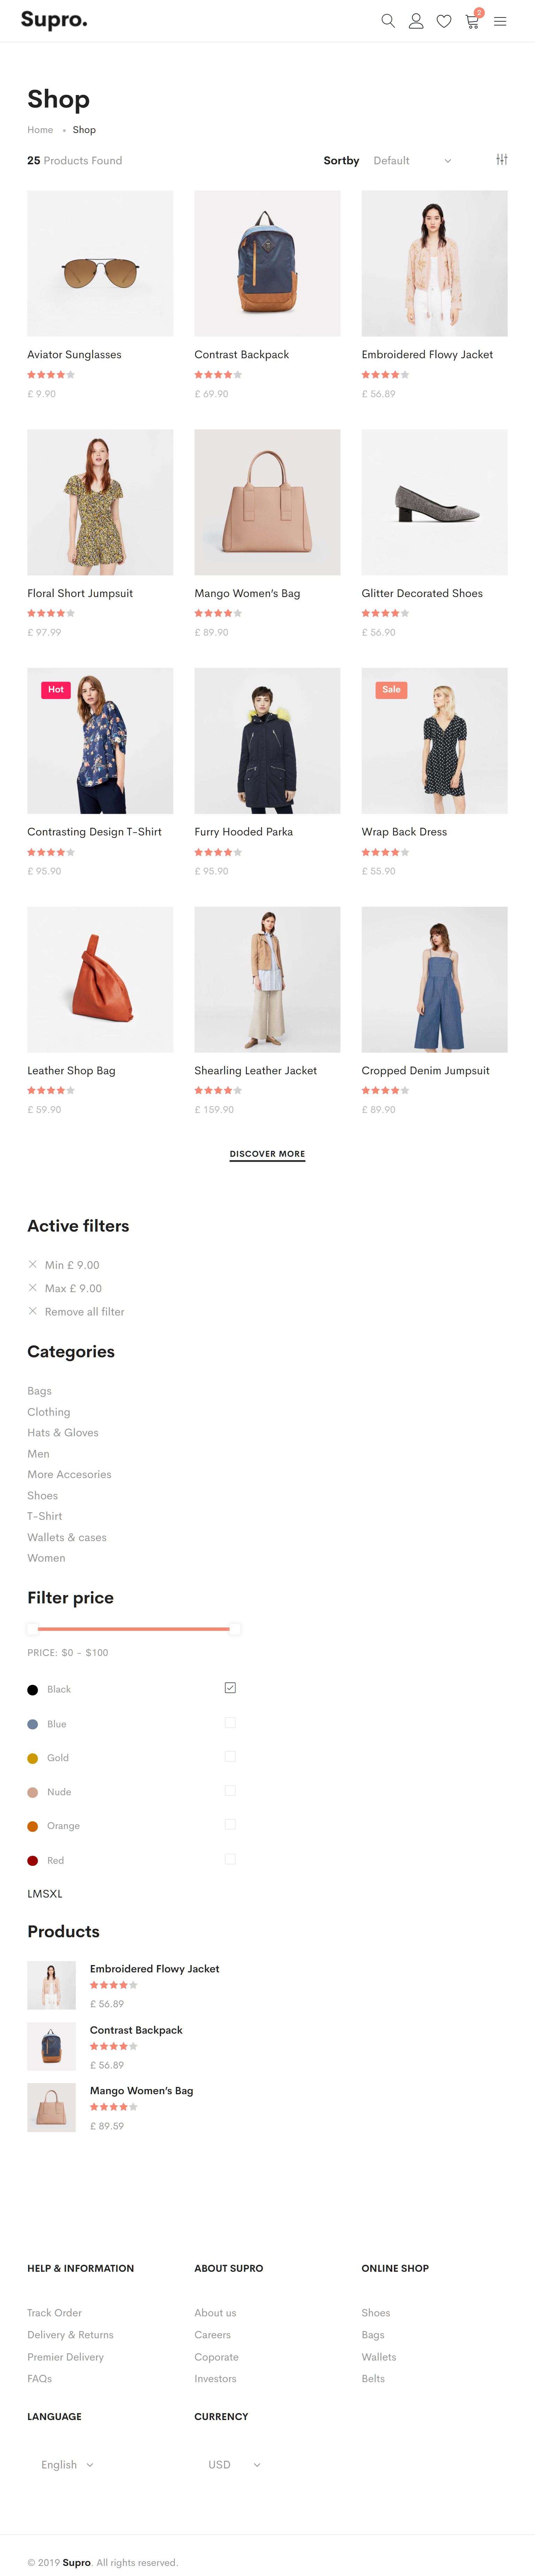 Supro.
2
Shop
Home • Shop
25 Products Found
Sortby Default
Aviator Sunglasses
£ 9.90
Contrast Backpack
£ 69.90
Embroidered Flowy Jacket
£ 56.89
Floral Short Jumpsuit
£ 97.99
Mango Women's Bag
£ 89.90
Glitter Decorated Shoes
£ 56.90
Hot
Contrasting Design T-Shirt
£ 95.90
Furry Hooded Parka
£ 95.90
Sale
Wrap Back Dress
£ 55.90
Leather Shop Bag
£ 59.90
Shearling Leather Jacket
£ 159.90
Cropped Denim Jumpsuit
£ 89.90
DISCOVER MORE
Active filters
Min £ 9.00
Max £ 9.00
Remove all filter
Categories
Bags
Clothing
Hats & Gloves
Men
More Accesories
Shoes
T-Shirt
Wallets & cases
Women
Filter price
PRICE: $0 - $100
Black
Blue
Gold
Nude
Orange
Red
LMSXL
Products
Embroidered Flowy Jacket
£ 56.89
Contrast Backpack
£ 56.89
Mango Women's Bag
£ 89.59
HELP & INFORMATION
Track Order
Delivery & Returns
Premier Delivery
FAQs
ABOUT SUPRO
About us
Careers
Coporate
Investors
ONLINE SHOP
Shoes
Bags
Wallets
Belts
LANGUAGE
English
CURRENCY
USD
© 2019 Supro. All rights reserved.